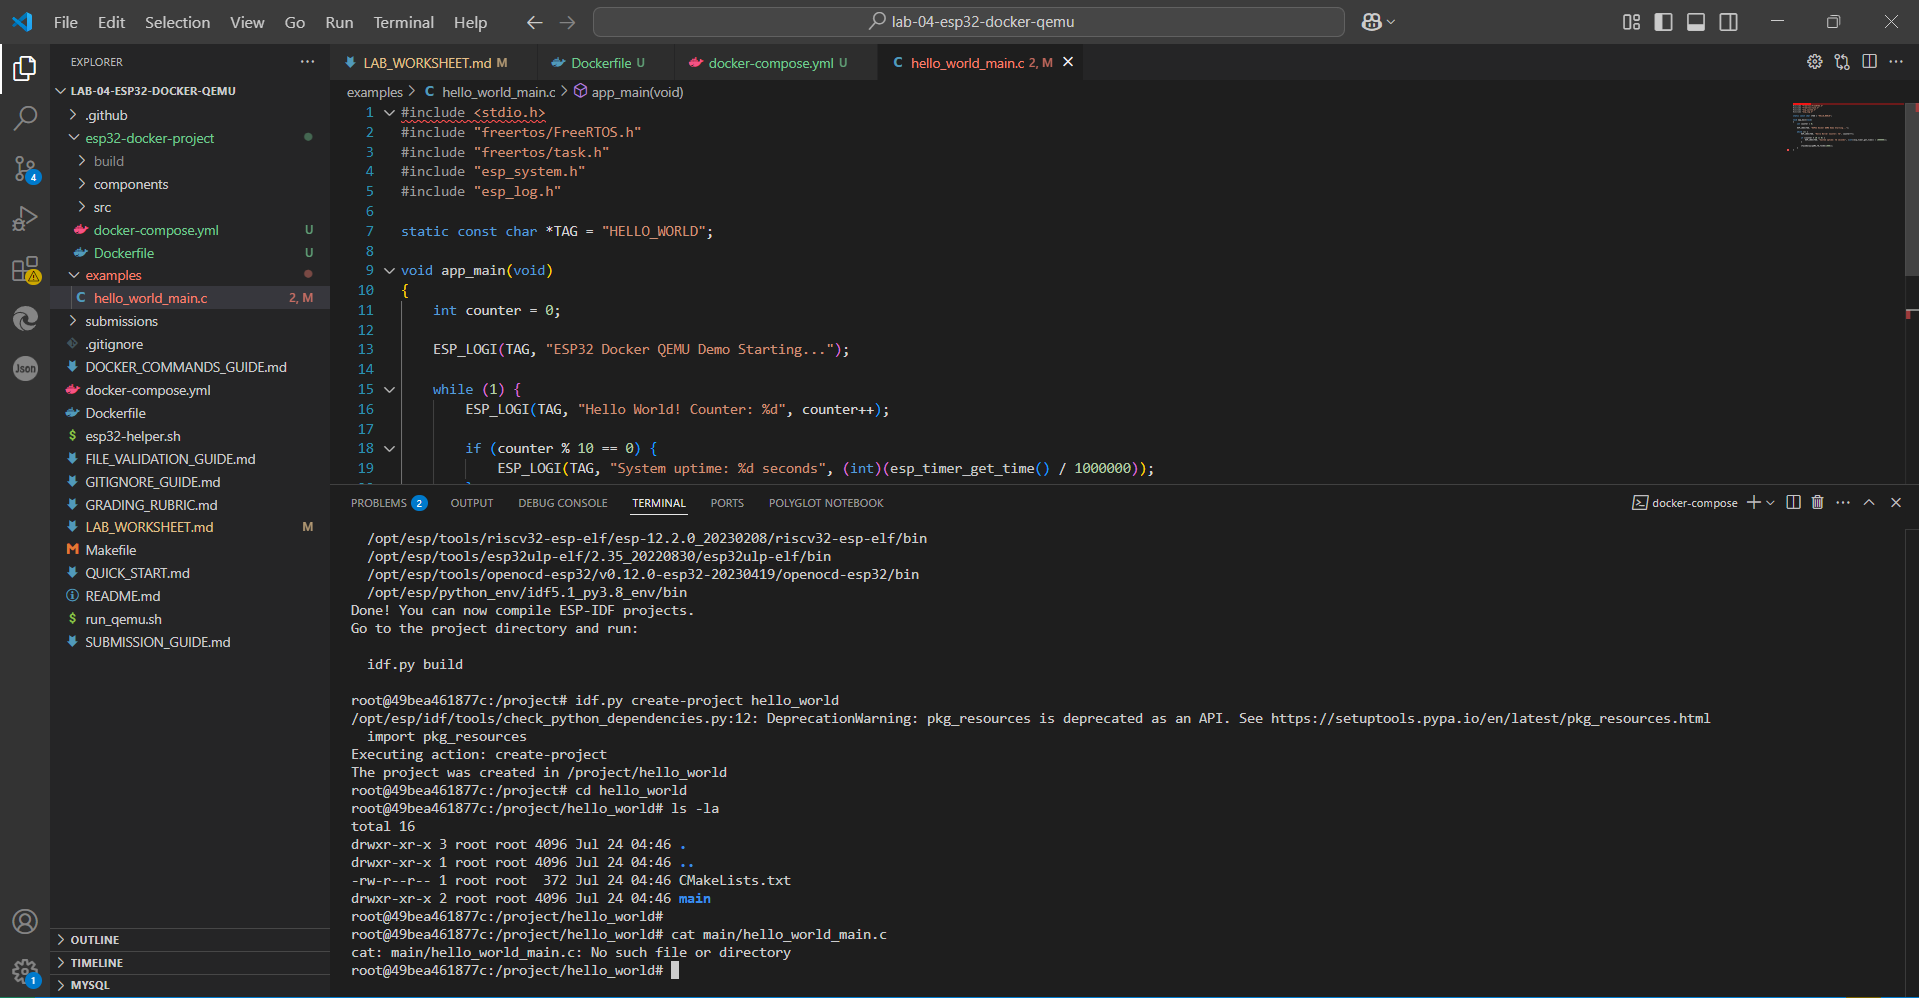 File Edit Selection View Go Run Terminal Help
lab-04-esp32-docker-qemu
EXPLORER
LAB-04-ESP32-DOCKER-QEMU
.github
esp32-docker-project
build
components
src
docker-compose.yml U
Dockerfile U
examples
C hello_world_main.c 2, M
submissions
.gitignore
DOCKER_COMMANDS_GUIDE.md
docker-compose.yml
Dockerfile
$ esp32-helper.sh
FILE_VALIDATION_GUIDE.md
GITIGNORE_GUIDE.md
GRADING_RUBRIC.md
LAB_WORKSHEET.md M
M Makefile
QUICK_START.md
README.md
$ run_qemu.sh
SUBMISSION_GUIDE.md
OUTLINE
TIMELINE
MYSQL
4
Json
1
LAB_WORKSHEET.md M
Dockerfile U
docker-compose.yml U
C hello_world_main.c 2, M
examples > C hello_world_main.c > app_main(void)
1 #include <stdio.h>
2 #include "freertos/FreeRTOS.h"
3 #include "freertos/task.h"
4 #include "esp_system.h"
5 #include "esp_log.h"
6
7 static const char *TAG = "HELLO_WORLD";
8
9 void app_main(void)
10 {
11 int counter = 0;
12
13 ESP_LOGI(TAG, "ESP32 Docker QEMU Demo Starting...");
14
15 while (1) {
16 ESP_LOGI(TAG, "Hello World! Counter: %d", counter++);
17
18 if (counter % 10 == 0) {
19 ESP_LOGI(TAG, "System uptime: %d seconds", (int)(esp_timer_get_time() / 1000000));
PROBLEMS 2 OUTPUT DEBUG CONSOLE TERMINAL PORTS POLYGLOT NOTEBOOK
docker-compose
/opt/esp/tools/riscv32-esp-elf/esp-12.2.0_20230208/riscv32-esp-elf/bin
/opt/esp/tools/esp32ulp-elf/2.35_20220830/esp32ulp-elf/bin
/opt/esp/tools/openocd-esp32/v0.12.0-esp32-20230419/openocd-esp32/bin
/opt/esp/python_env/idf5.1_py3.8_env/bin
Done! You can now compile ESP-IDF projects.
Go to the project directory and run:
idf.py build
root@49bea461877c:/project# idf.py create-project hello_world
/opt/esp/idf/tools/check_python_dependencies.py:12: DeprecationWarning: pkg_resources is deprecated as an API. See https://setuptools.pypa.io/en/latest/pkg_resources.html
import pkg_resources
Executing action: create-project
The project was created in /project/hello_world
root@49bea461877c:/project# cd hello_world
root@49bea461877c:/project/hello_world# ls -la
total 16
drwxr-xr-x 3 root root 4096 Jul 24 04:46 .
drwxr-xr-x 1 root root 4096 Jul 24 04:46 ..
-rw-r--r-- 1 root root 372 Jul 24 04:46 CMakeLists.txt
drwxr-xr-x 2 root root 4096 Jul 24 04:46 main
root@49bea461877c:/project/hello_world#
root@49bea461877c:/project/hello_world# cat main/hello_world_main.c
cat: main/hello_world_main.c: No such file or directory
root@49bea461877c:/project/hello_world#